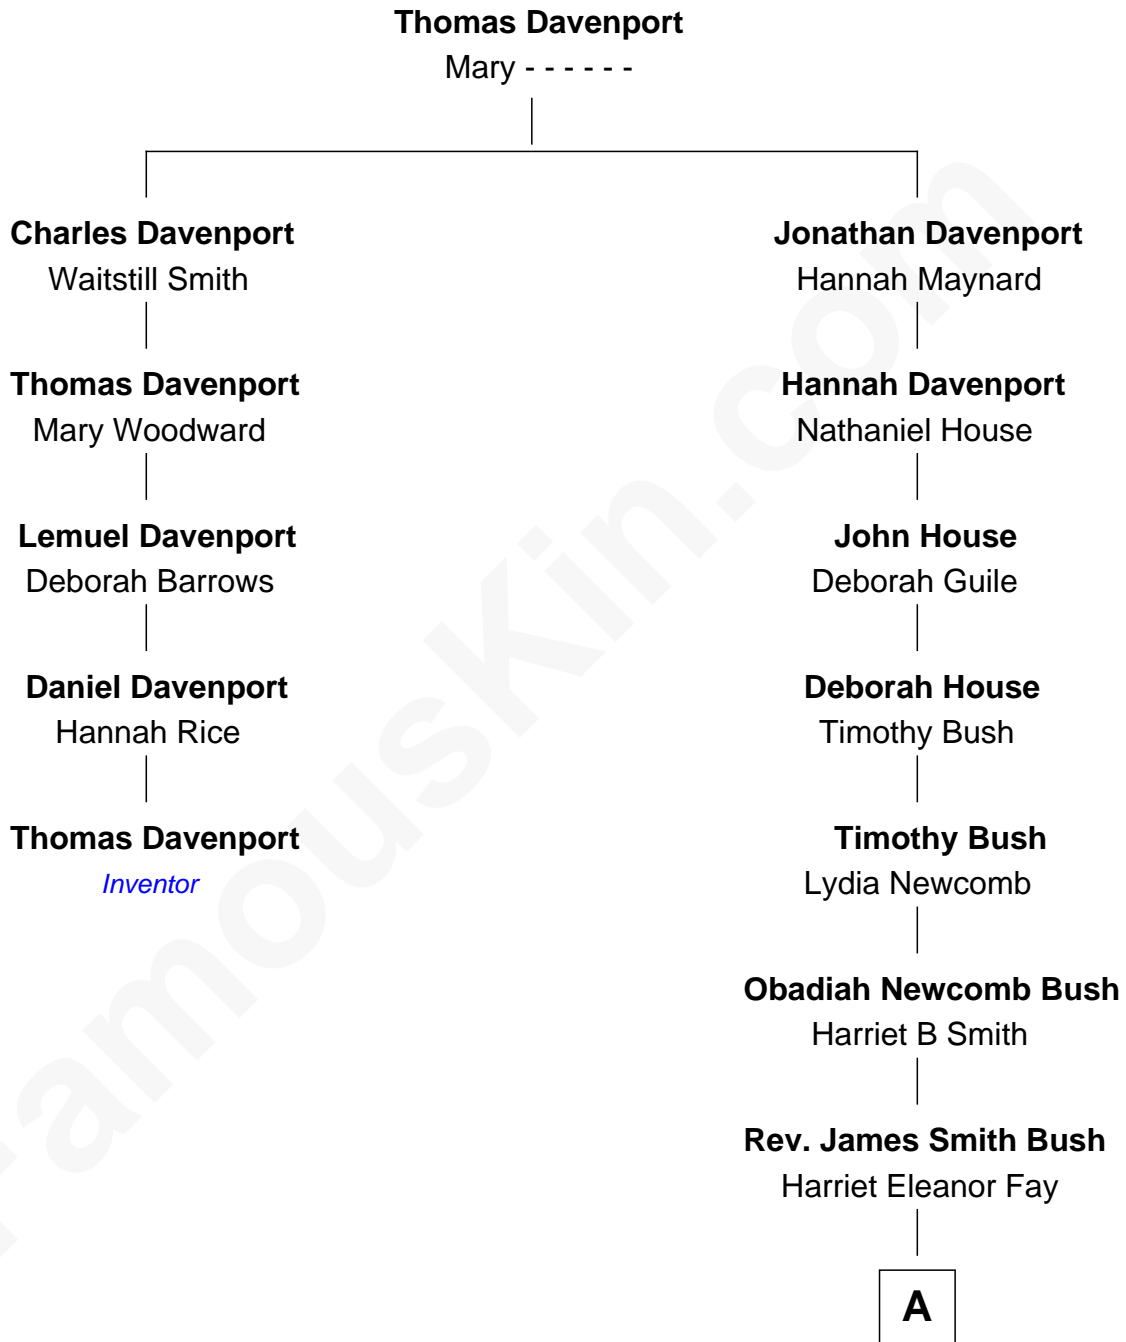 Thomas Davenport
Mary - - - - - -
Charles Davenport
Waitstill Smith
Jonathan Davenport
Hannah Maynard
Thomas Davenport
Mary Woodward
Hannah Davenport
Nathaniel House
Lemuel Davenport
Deborah Barrows
John House
Deborah Guile
Daniel Davenport
Hannah Rice
Deborah House
Timothy Bush
Thomas Davenport
Inventor
Timothy Bush
Lydia Newcomb
Obadiah Newcomb Bush
Harriet B Smith
Rev. James Smith Bush
Harriet Eleanor Fay
A
FamousKin.com